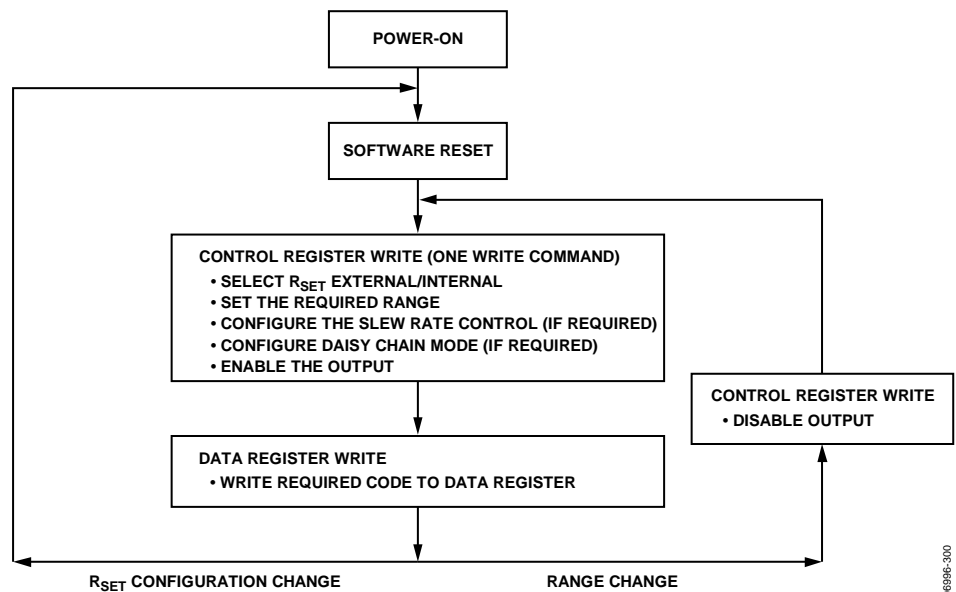 POWER-ON
SOFTWARE RESET
CONTROL REGISTER WRITE (ONE WRITE COMMAND)
• SELECT RSET EXTERNAL/INTERNAL
• SET THE REQUIRED RANGE
• CONFIGURE THE SLEW RATE CONTROL (IF REQUIRED)
• CONFIGURE DAISY CHAIN MODE (IF REQUIRED)
• ENABLE THE OUTPUT
CONTROL REGISTER WRITE
• DISABLE OUTPUT
DATA REGISTER WRITE
• WRITE REQUIRED CODE TO DATA REGISTER
RSET CONFIGURATION CHANGE
RANGE CHANGE